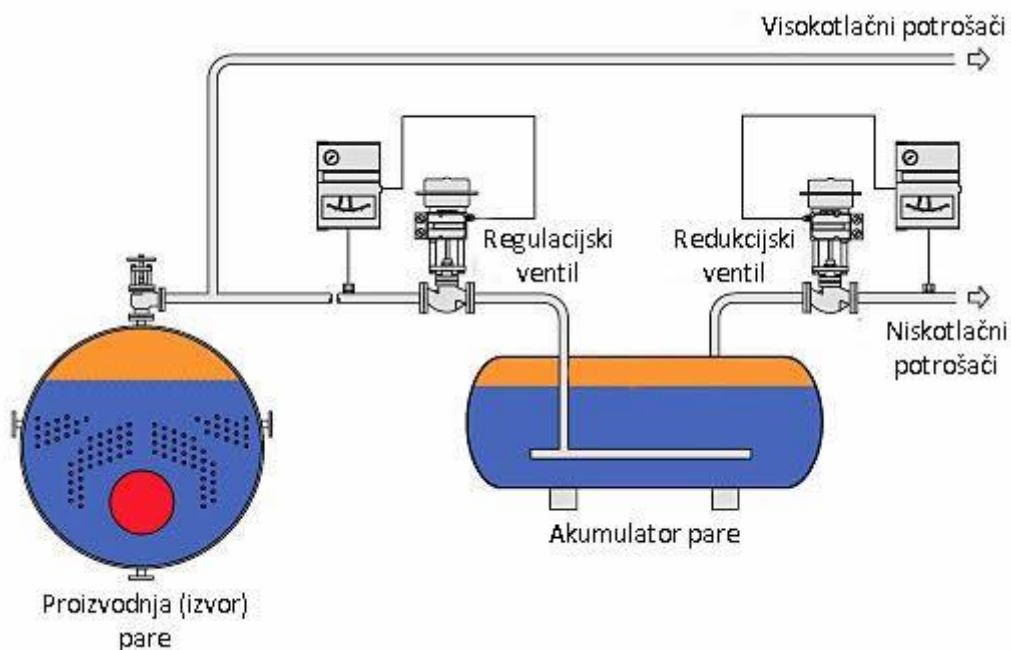 Visokotlačni potrošači
Regulacijski
ventil
Redukcijski
ventil
Niskotlačni
potrošači
Akumulator pare
Proizvodnja (izvor)
pare